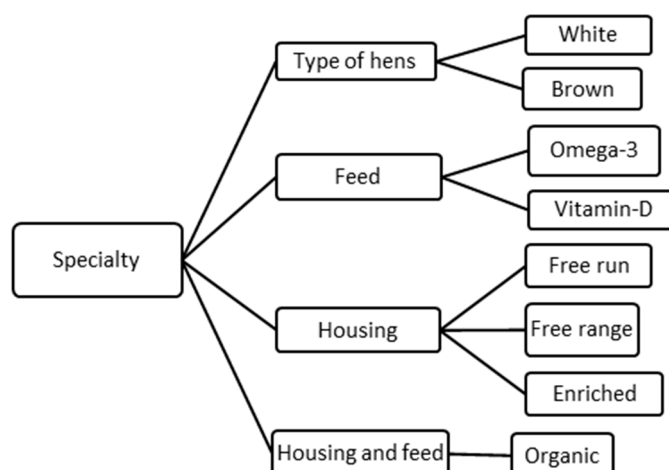 Specialty
Type of hens
White
Brown
Feed
Omega-3
Vitamin-D
Housing
Free run
Free range
Enriched
Housing and feed
Organic